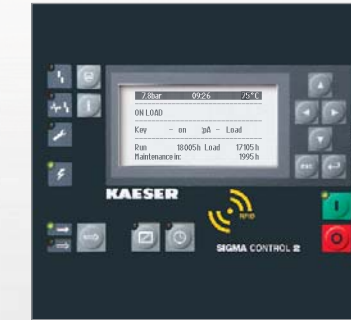 7.8bar 09:26 75°C
ON LOAD
Key - on pA - Load
Run 18005h Load 17105h
Maintenance in: 1995h
esc
KAESER
RFID
SIGMA CONTROL 2
I
O